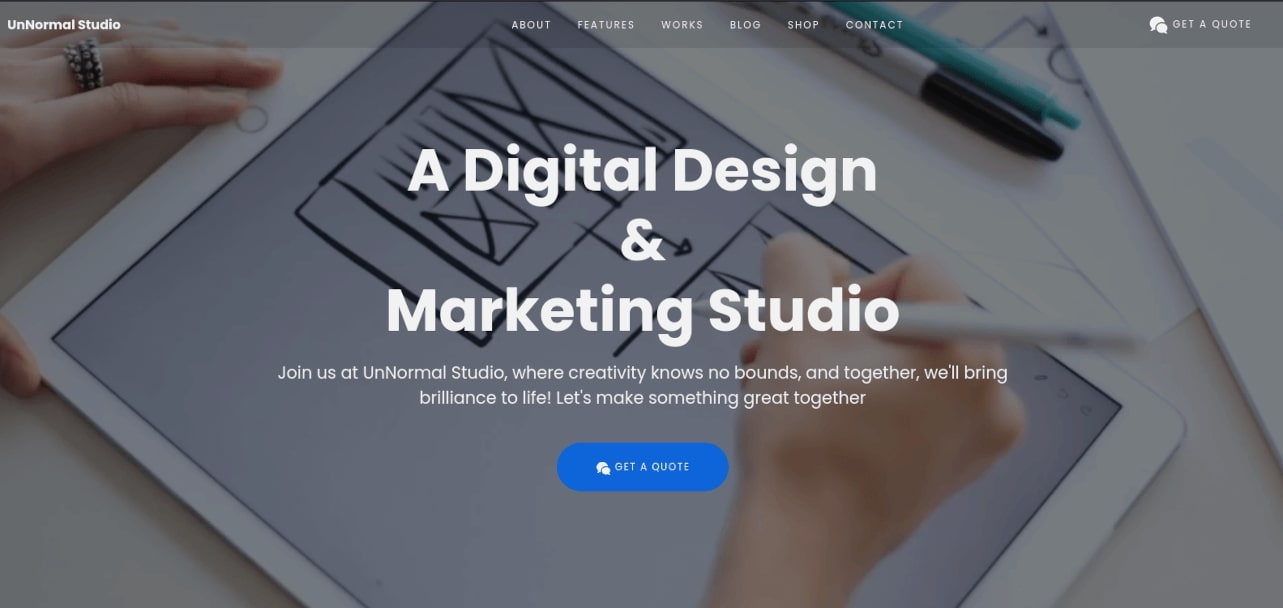 UnNormal Studio
ABOUT FEATURES WORKS BLOG SHOP CONTACT
GET A QUOTE
A Digital Design
&
Marketing Studio
Join us at UnNormal Studio, where creativity knows no bounds, and together, we'll bring
brilliance to life! Let's make something great together
GET A QUOTE